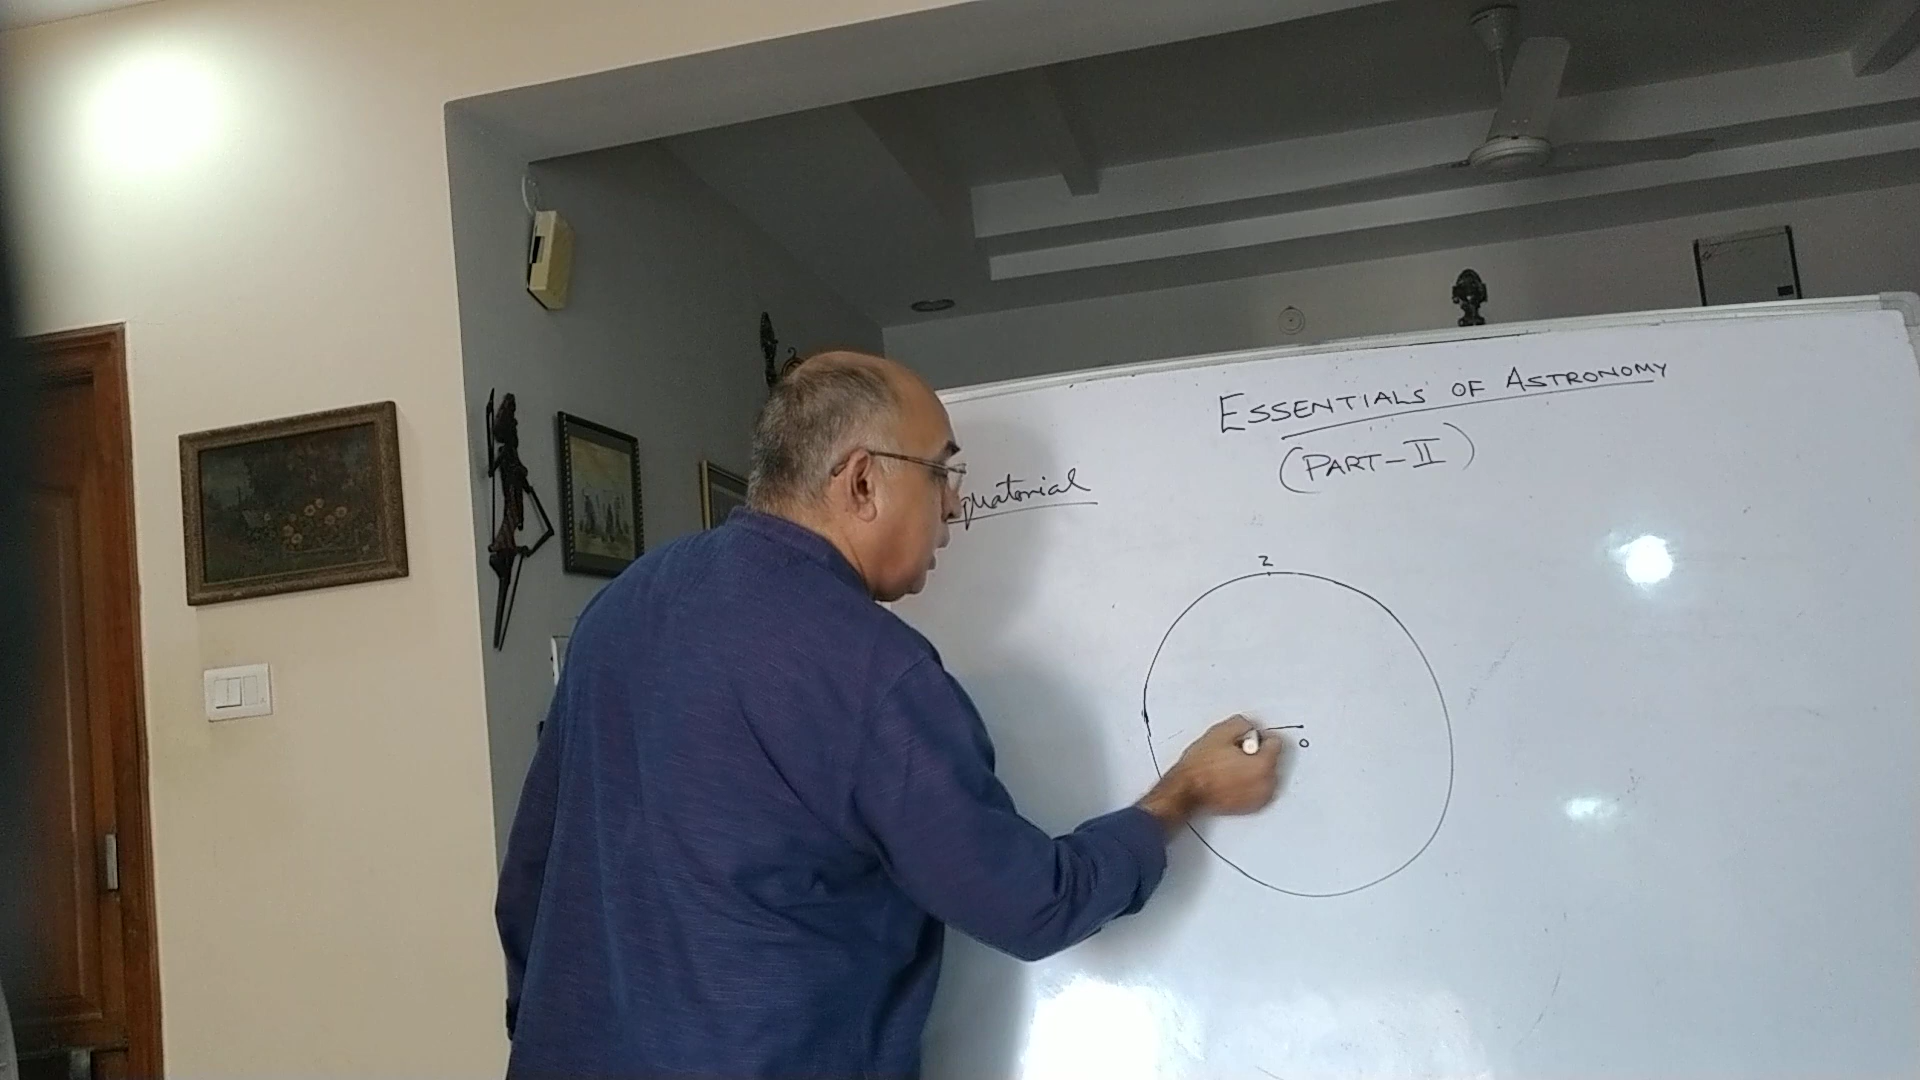 ESSENTIALS OF ASTRONOMY
(PART-II)
quatorial
Z
O